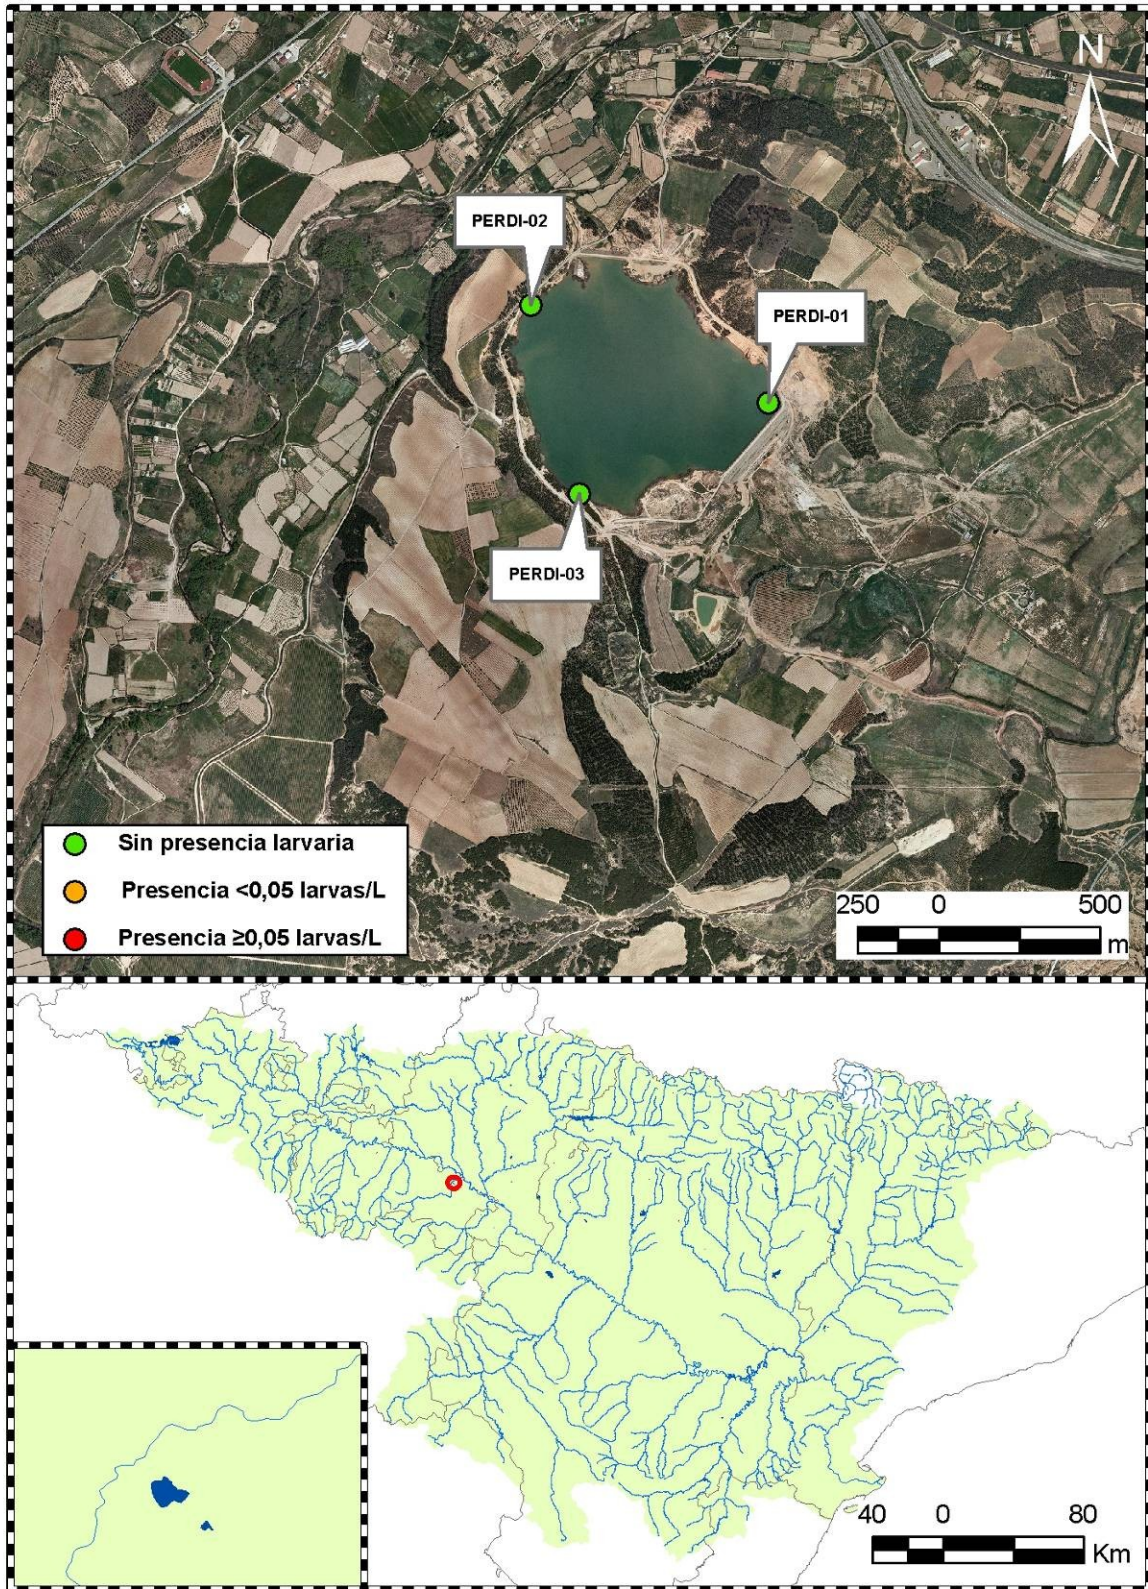 N
PERDI-02
PERDI-01
PERDI-03
Sin presencia larvaria
Presencia <0,05 larvas/L
Presencia ≥0,05 larvas/L
250 0 500
m
40 0 80
Km